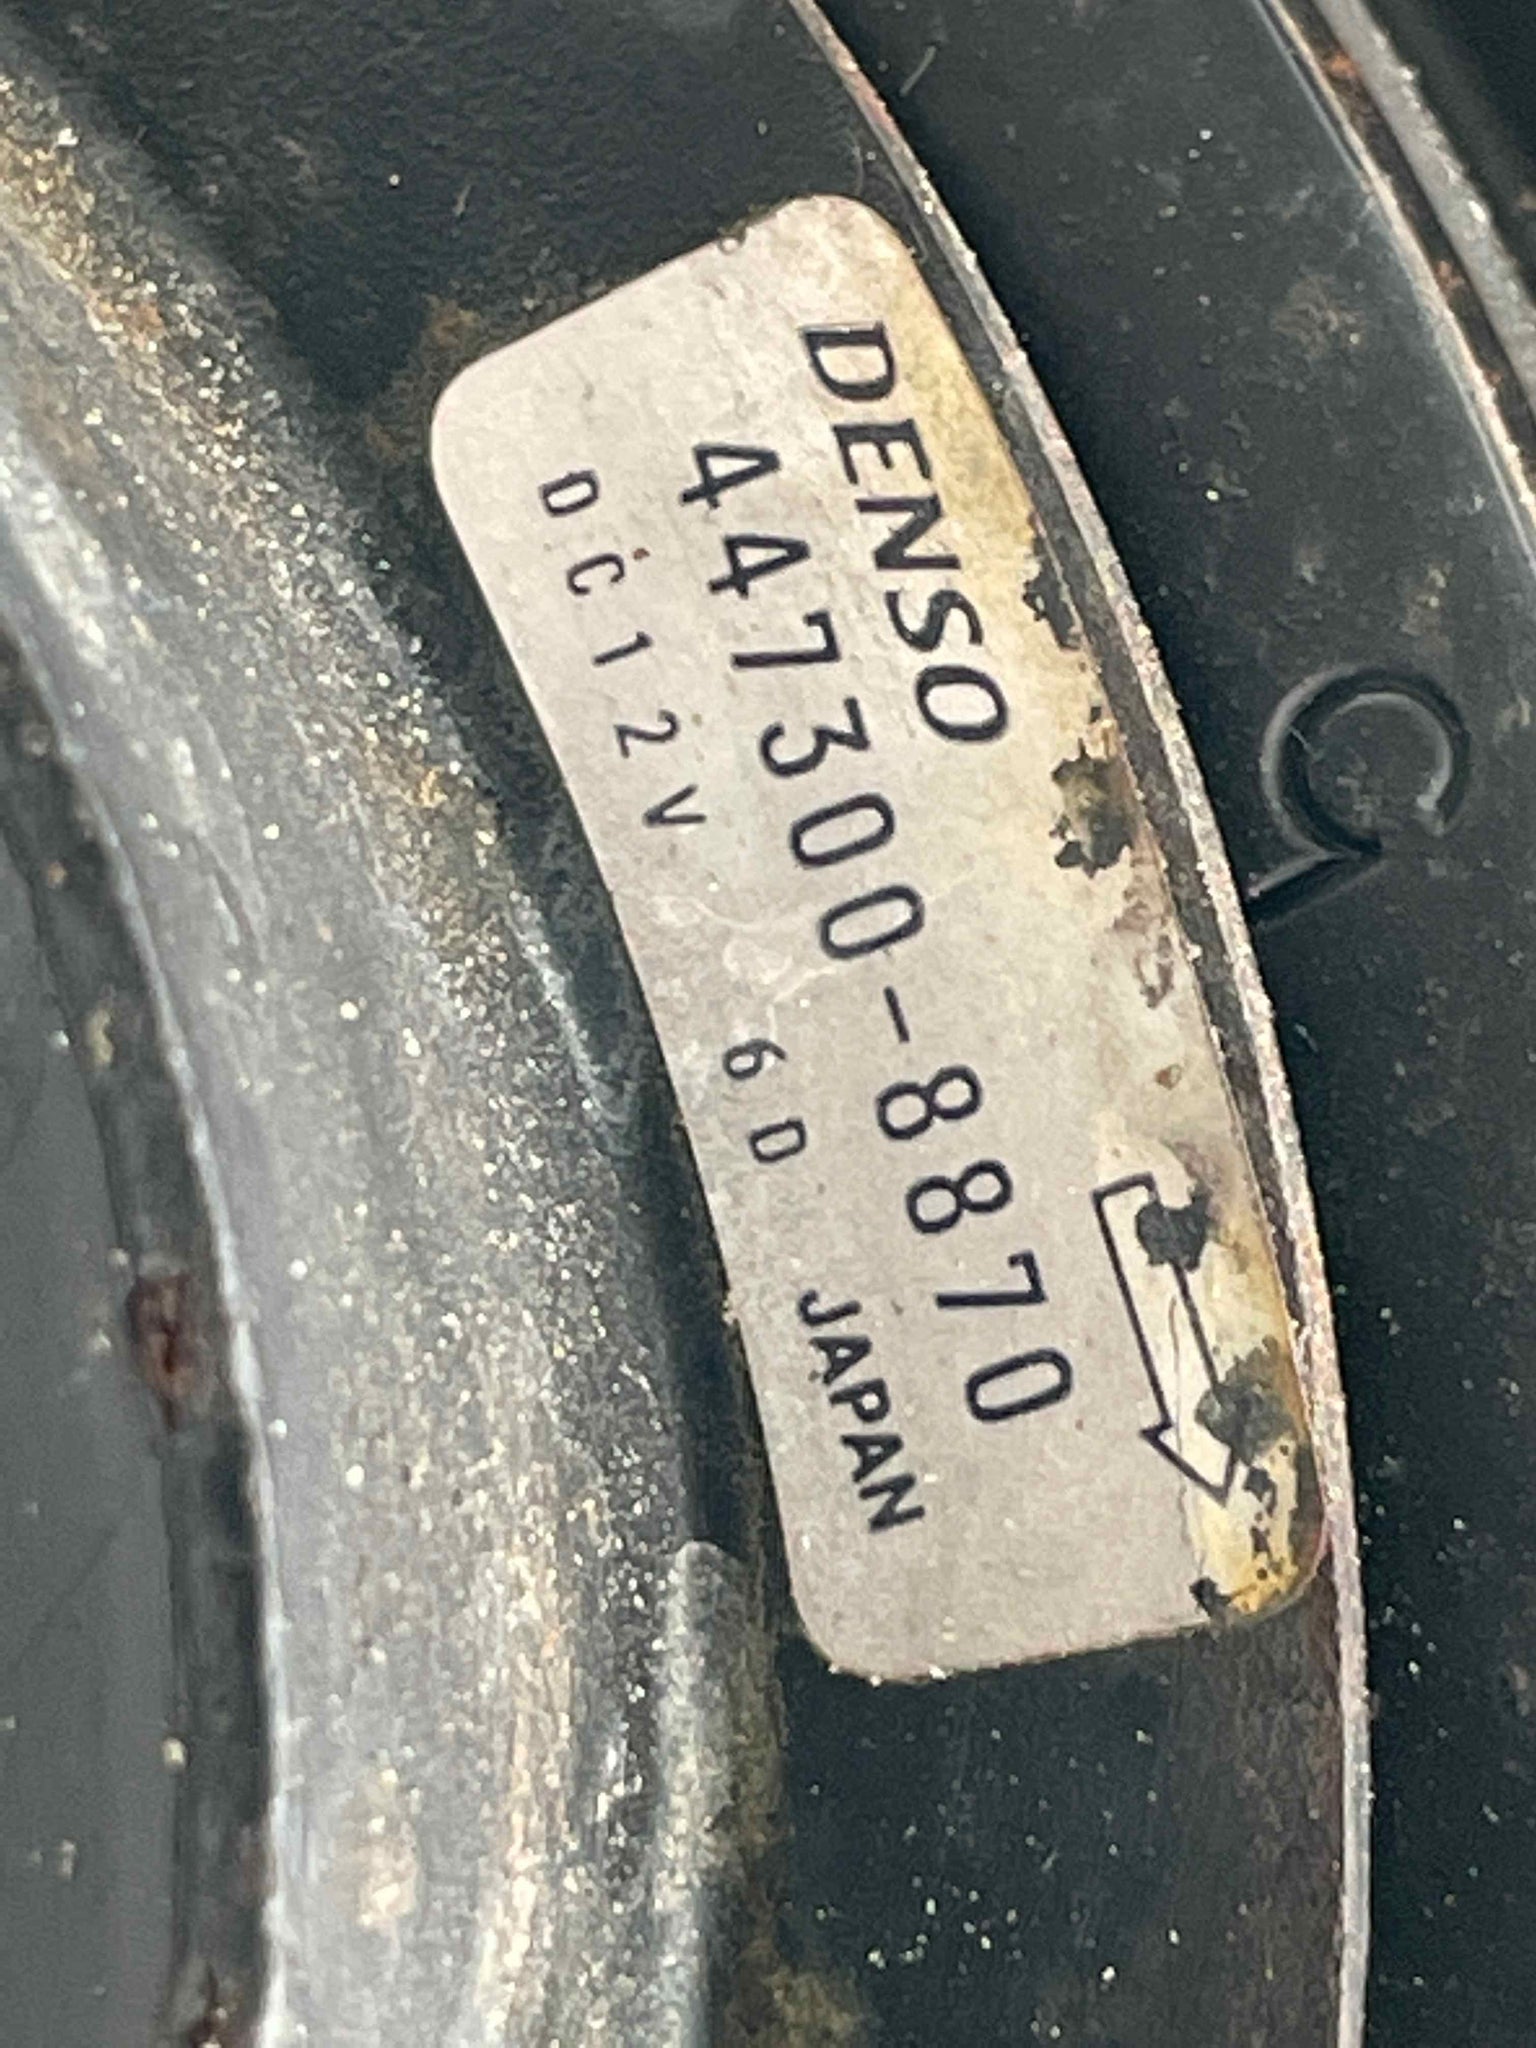 DENSO
447300-8870
DC12V 6D JAPAN